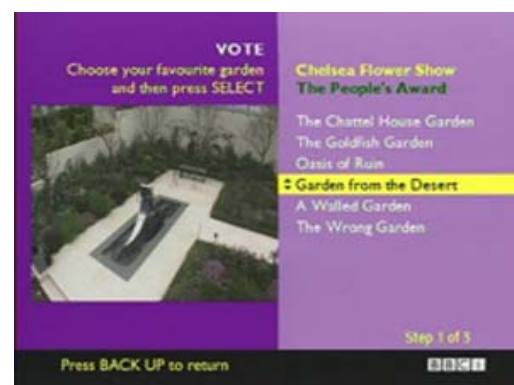 VOTE
Choose your favourite garden
and then press SELECT
Chelsea Flower Show
The People's Award
The Chattel House Garden
The Goldfish Garden
Oasis of Ruin
Garden from the Desert
A Walled Garden
The Wrong Garden
Step 1 of 3
Press BACK UP to return
BBCi